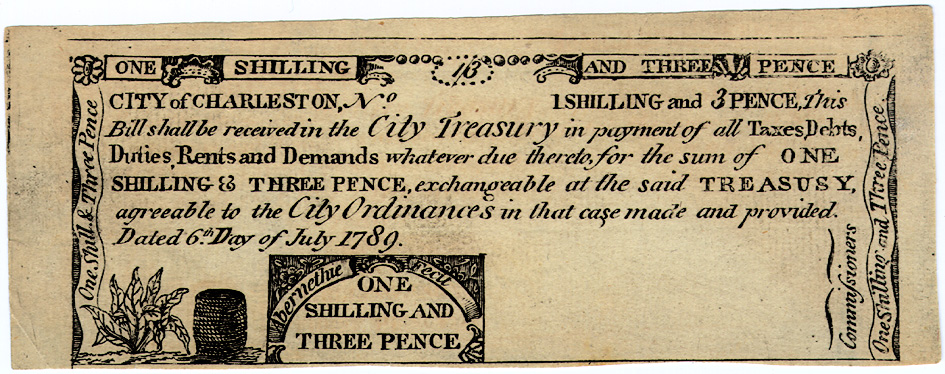 ONE SHILLING 1/3 AND THREE PENCE
CITY of CHARLESTON, No 1 SHILLING and 3 PENCE, This
Bill shall be received in the City Treasury in payment of all Taxes, Debts,
Duties, Rents and Demands whatever due thereto, for the sum of ONE
SHILLING & THREE PENCE, exchangeable at the said TREASUSY,
agreeable to the City Ordinances in that case made and provided.
Dated 6.th Day of July 1789.
One Shill. & Three Pence
Abernethie Fecit
ONE
SHILLING AND
THREE PENCE
Commissioners
One Shilling and Three Pence